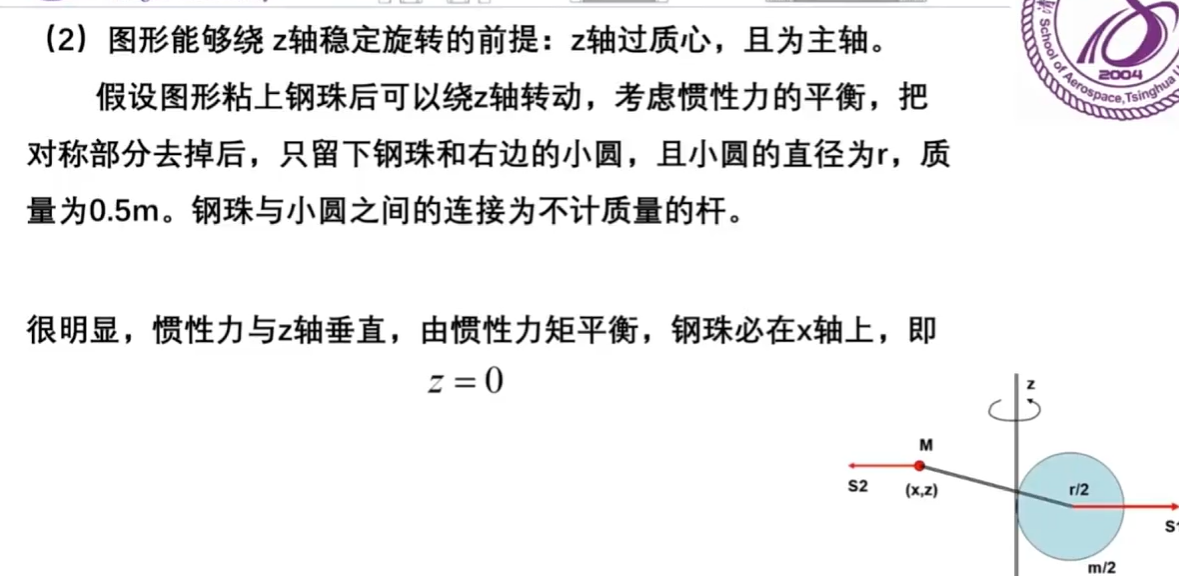 （2）图形能够绕 z轴稳定旋转的前提：z轴过质心，且为主轴。
假设图形粘上钢珠后可以绕z轴转动，考虑惯性力的平衡，把
对称部分去掉后，只留下钢珠和右边的小圆，且小圆的直径为r，质
量为0.5m。钢珠与小圆之间的连接为不计质量的杆。
很明显，惯性力与z轴垂直，由惯性力矩平衡，钢珠必在x轴上，即
z = 0
z
M
S2
(x,z)
r/2
m/2
2004
School of Aerospace,Tsinghua